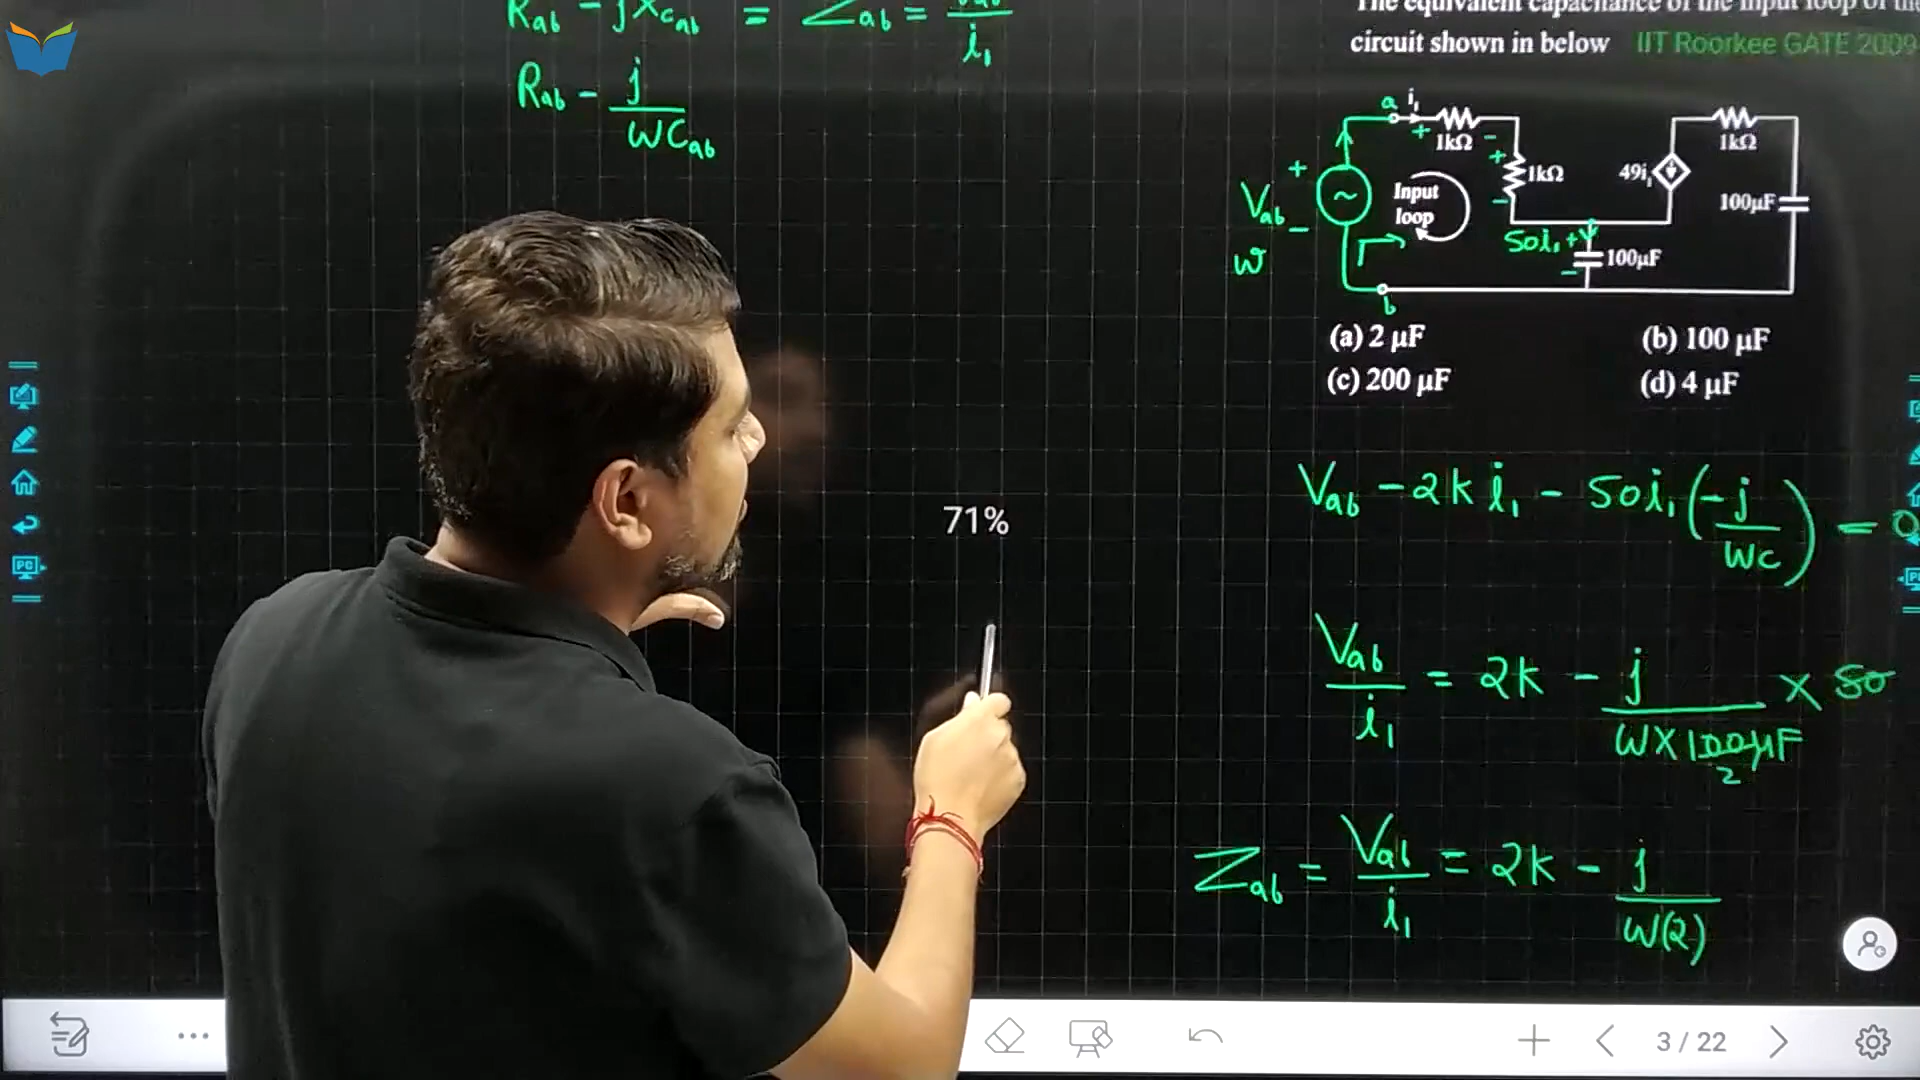 Rab - jXcab = Zab = Vab / i₁
Rab - j / WCab
The equivalent capacitance of the input loop of the
circuit shown in below IIT Roorkee GATE 2009
a i₁
+ 1kΩ -
+ 1kΩ -
49i₁
1kΩ
100μF
+ Vab -
W
Input
loop
50i₁ +
- 100μF
b
(a) 2 μF (b) 100 μF
(c) 200 μF (d) 4 μF
Vab - 2k i₁ - 50i₁ (-j / WC) = 0
71%
Vab / i₁ = 2k - j / WX100μF X 50
2
Zab = Vab / i₁ = 2k - j / W(2)
PC
3 / 22